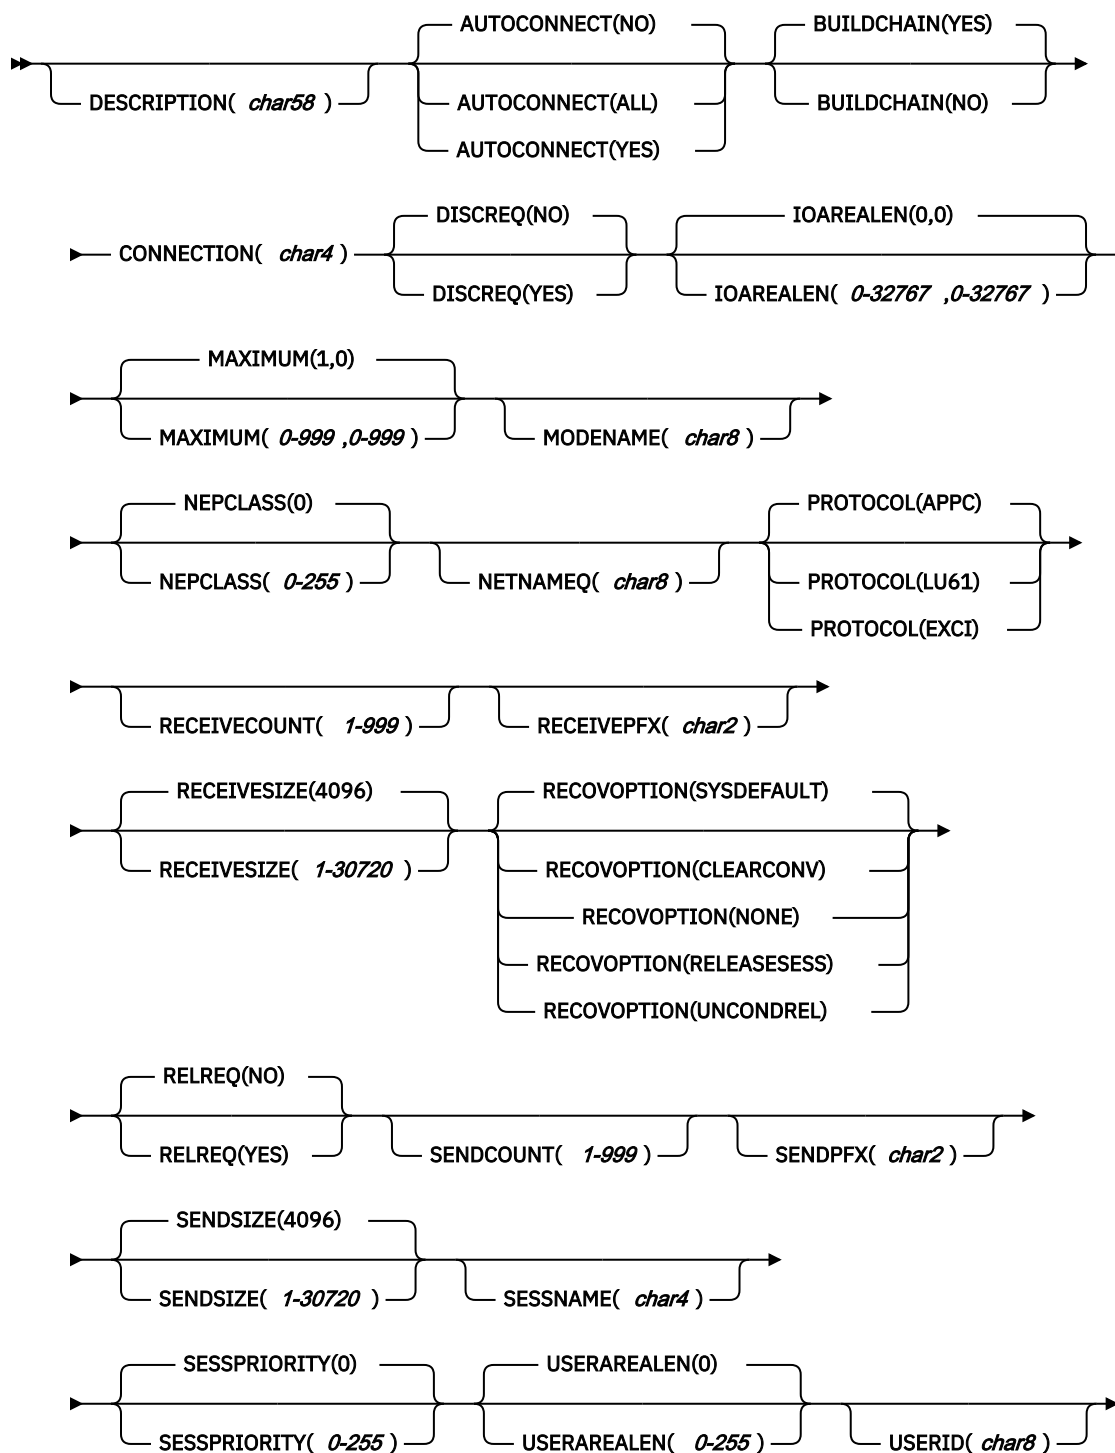 AUTOCONNECT(NO) BUILDCHAIN(YES)
DESCRIPTION( char58 ) AUTOCONNECT(ALL) BUILDCHAIN(NO)
AUTOCONNECT(YES)
DISCREQ(NO) IOAREALEN(0,0)
CONNECTION( char4 )
DISCREQ(YES) IOAREALEN( 0-32767 ,0-32767 )
MAXIMUM(1,0)
MAXIMUM( 0-999 ,0-999 ) MODENAME( char8 )
NEPCLASS(0) PROTOCOL(APPC)
NEPCLASS( 0-255 ) NETNAMEQ( char8 ) PROTOCOL(LU61)
PROTOCOL(EXCI)
RECEIVECOUNT( 1-999 ) RECEIVEPFX( char2 )
RECEIVESIZE(4096) RECOVOPTION(SYSDEFAULT)
RECEIVESIZE( 1-30720 ) RECOVOPTION(CLEARCONV)
RECOVOPTION(NONE)
RECOVOPTION(RELEASESESS)
RECOVOPTION(UNCONDREL)
RELREQ(NO)
RELREQ(YES) SENDCOUNT( 1-999 ) SENDPFX( char2 )
SENDSIZE(4096)
SENDSIZE( 1-30720 ) SESSNAME( char4 )
SESSPRIORITY(0) USERAREALEN(0)
SESSPRIORITY( 0-255 ) USERAREALEN( 0-255 ) USERID( char8 )